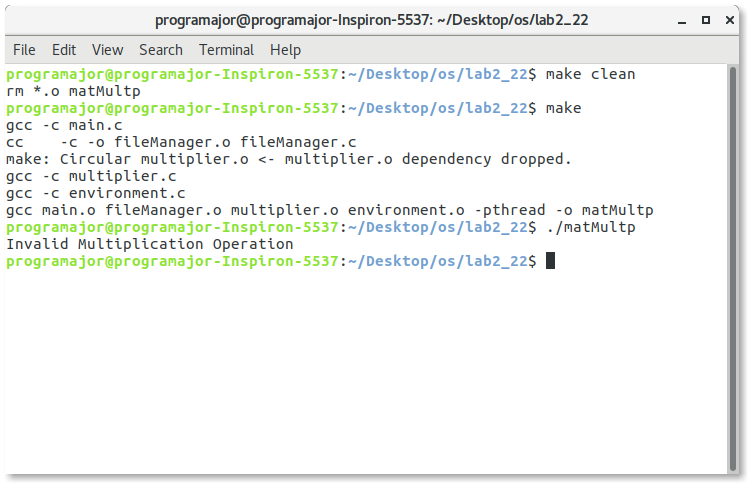 programajor@programajor-Inspiron-5537: ~/Desktop/os/lab2_22
File Edit View Search Terminal Help
programajor@programajor-Inspiron-5537:~/Desktop/os/lab2_22$ make clean
rm *.o matMultp
programajor@programajor-Inspiron-5537:~/Desktop/os/lab2_22$ make
gcc -c main.c
cc    -c -o fileManager.o fileManager.c
make: Circular multiplier.o <- multiplier.o dependency dropped.
gcc -c multiplier.c
gcc -c environment.c
gcc main.o fileManager.o multiplier.o environment.o -pthread -o matMultp
programajor@programajor-Inspiron-5537:~/Desktop/os/lab2_22$ ./matMultp
Invalid Multiplication Operation
programajor@programajor-Inspiron-5537:~/Desktop/os/lab2_22$